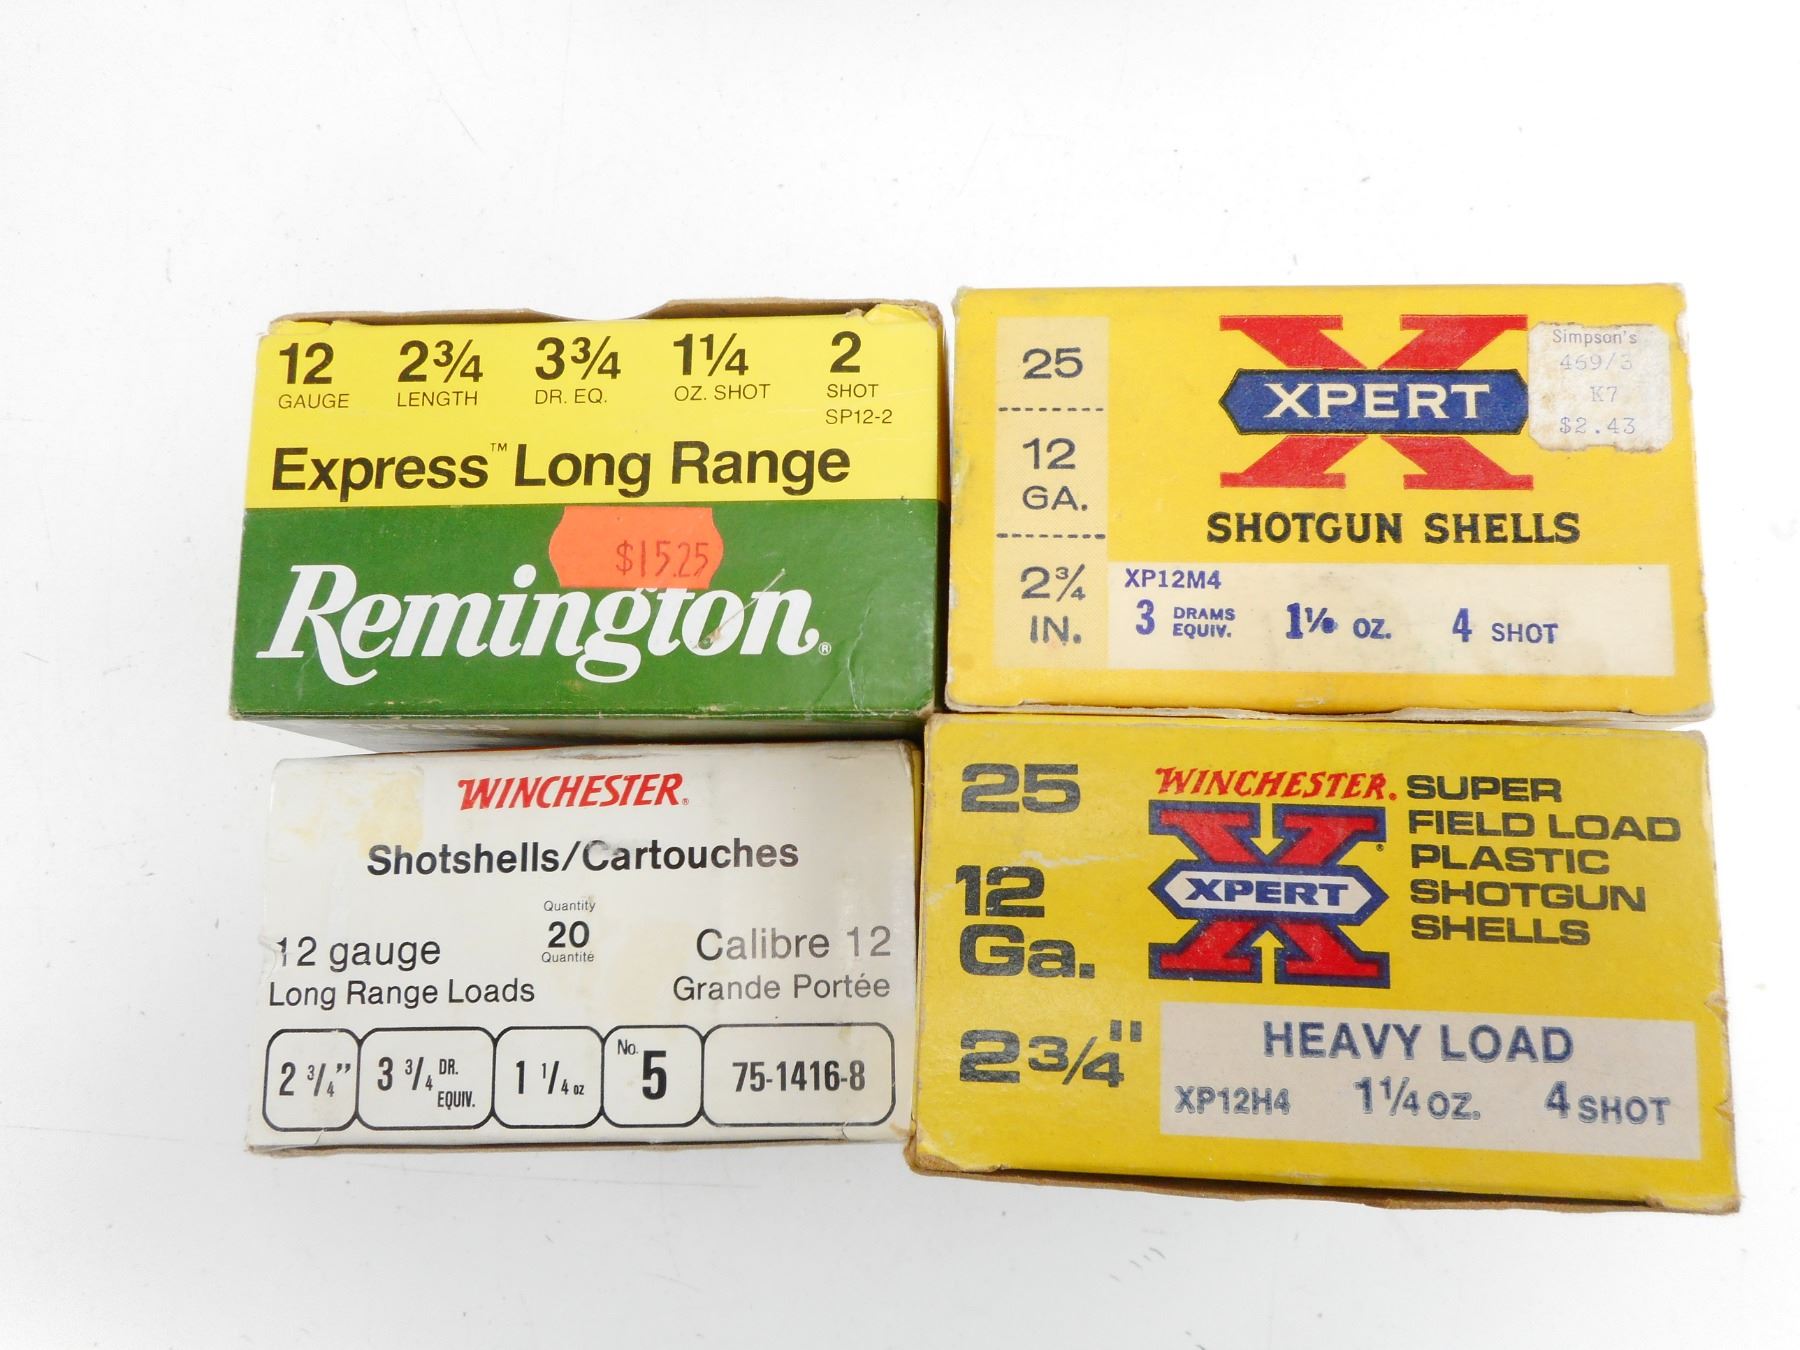 12 2¾ 3¾ 1¼ 2
GAUGE LENGTH DR. EQ. OZ. SHOT SHOT
SP12-2
Express™ Long Range
$15.25
Remington®
25
12
GA.
2¾
IN.
X
XPERT
SHOTGUN SHELLS
Simpson's
469/3
K7
$2.43
XP12M4
3 DRAMS EQUIV. 1⅛ OZ. 4 SHOT
WINCHESTER®
Shotshells/Cartouches
Quantity
20
Quantité
12 gauge Calibre 12
Long Range Loads Grande Portée
2 ¾" 3 ¾ DR. EQUIV. 1 ¼ oz No. 5 75-1416-8
25
12
Ga.
2¾"
WINCHESTER®
X
XPERT
SUPER
FIELD LOAD
PLASTIC
SHOTGUN
SHELLS
HEAVY LOAD
XP12H4 1¼ OZ. 4 SHOT